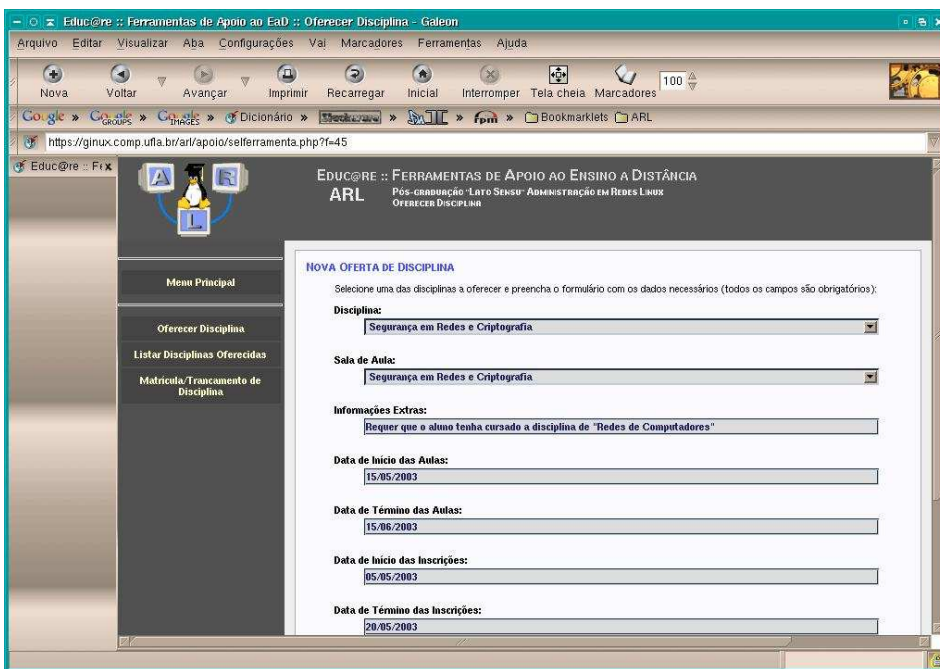 Educ@re :: Ferramentas de Apoio ao EaD :: Oferecer Disciplina - Galeon
Arquivo Editar Visualizar Aba Configurações Vai Marcadores Ferramentas Ajuda
Nova Voltar Avançar Imprimir Recarregar Inicial Interromper Tela cheia Marcadores 100
Google » Google GROUPS » Google IMAGES » Dicionário » » » rpm » Bookmarklets ARL
https://ginux.comp.ufla.br/arl/apoio/selferramenta.php?f=45
Educ@re :: Fe
A R L
EDUC@RE :: FERRAMENTAS DE APOIO AO ENSINO A DISTÂNCIA
ARL PÓS-GRADUAÇÃO "LATO SENSU" ADMINISTRAÇÃO EM REDES LINUX
OFERECER DISCIPLINA
Menu Principal
Oferecer Disciplina
Listar Disciplinas Oferecidas
Matrícula/Trancamento de
Disciplina
NOVA OFERTA DE DISCIPLINA
Selecione uma das disciplinas a oferecer e preencha o formulário com os dados necessários (todos os campos são obrigatórios):
Disciplina:
Segurança em Redes e Criptografia
Sala de Aula:
Segurança em Redes e Criptografia
Informações Extras:
Requer que o aluno tenha cursado a disciplina de "Redes de Computadores"
Data de Início das Aulas:
15/05/2003
Data de Término das Aulas:
15/06/2003
Data de Início das Inscrições:
05/05/2003
Data de Término das Inscrições:
20/05/2003